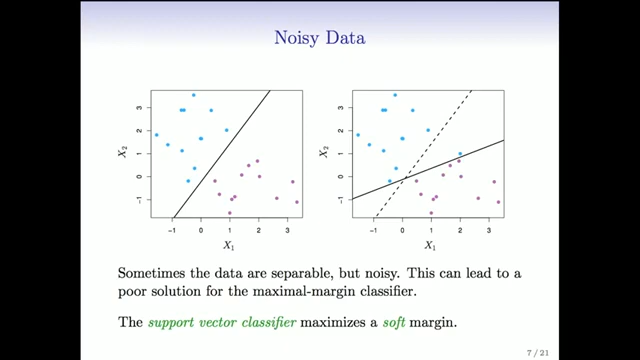 Noisy Data
3
2
1
0
−1
X2
−1 0 1 2 3
X1
3
2
1
0
−1
X2
−1 0 1 2 3
X1
Sometimes the data are separable, but noisy. This can lead to a
poor solution for the maximal-margin classifier.
The support vector classifier maximizes a soft margin.
7 / 21